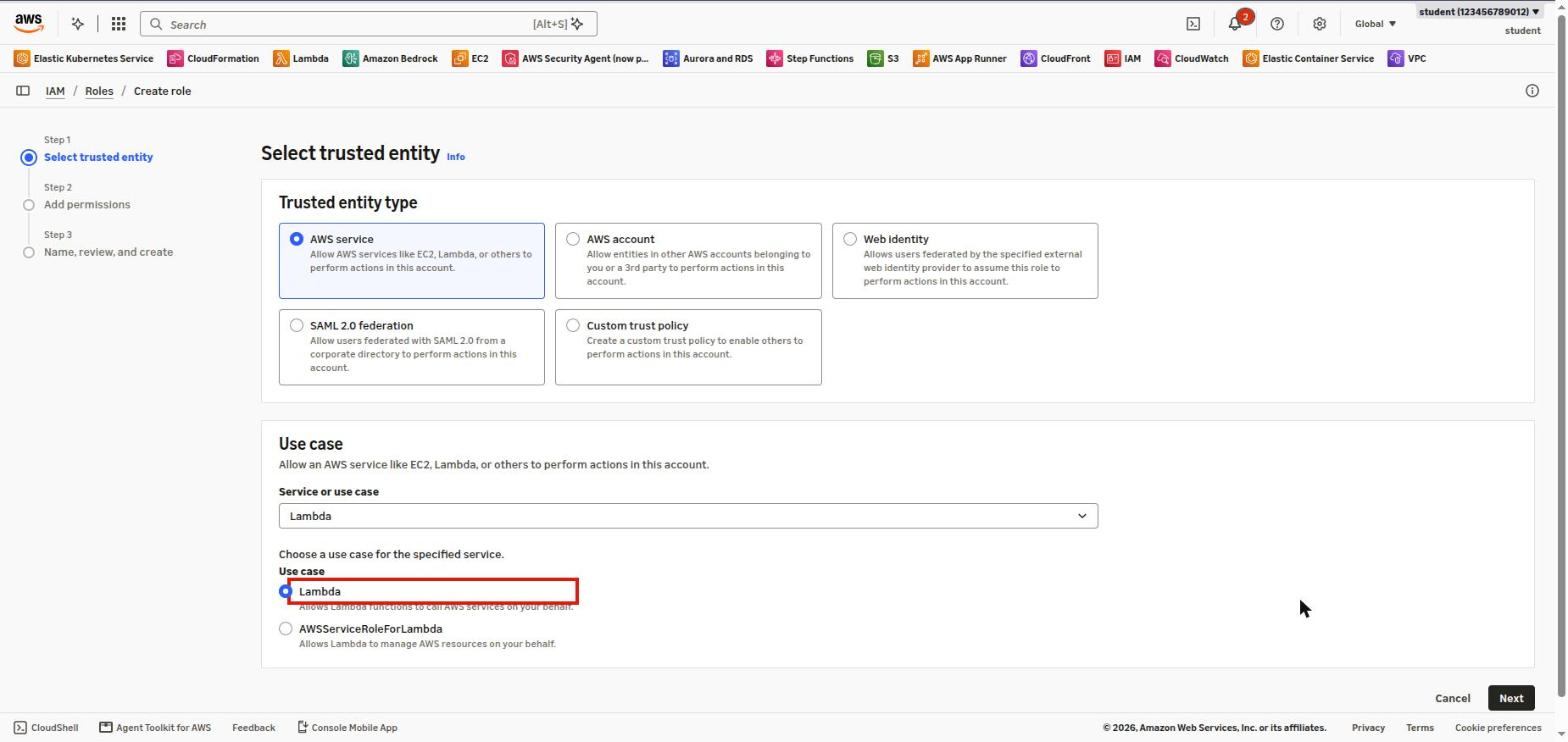 aws
Search [Alt+S]
2
Global
student (123456789012)
student
Elastic Kubernetes Service CloudFormation Lambda Amazon Bedrock EC2 AWS Security Agent (now p... Aurora and RDS Step Functions S3 AWS App Runner CloudFront IAM CloudWatch Elastic Container Service VPC
IAM / Roles / Create role
Step 1
Select trusted entity
Step 2
Add permissions
Step 3
Name, review, and create
Select trusted entity Info
Trusted entity type
AWS service
Allow AWS services like EC2, Lambda, or others to
perform actions in this account.
AWS account
Allow entities in other AWS accounts belonging to
you or a 3rd party to perform actions in this
account.
Web identity
Allows users federated by the specified external
web identity provider to assume this role to
perform actions in this account.
SAML 2.0 federation
Allow users federated with SAML 2.0 from a
corporate directory to perform actions in this
account.
Custom trust policy
Create a custom trust policy to enable others to
perform actions in this account.
Use case
Allow an AWS service like EC2, Lambda, or others to perform actions in this account.
Service or use case
Lambda
Choose a use case for the specified service.
Use case
Lambda
Allows Lambda functions to call AWS services on your behalf.
AWSServiceRoleForLambda
Allows Lambda to manage AWS resources on your behalf.
Cancel Next
CloudShell Agent Toolkit for AWS Feedback Console Mobile App © 2026, Amazon Web Services, Inc. or its affiliates. Privacy Terms Cookie preferences